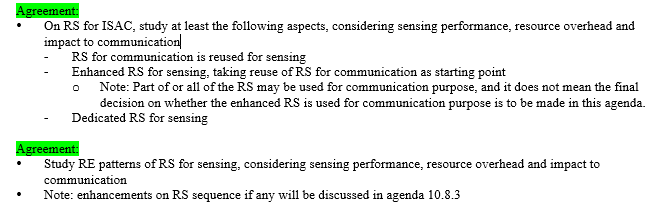 Agreement:
• On RS for ISAC, study at least the following aspects, considering sensing performance, resource overhead and
impact to communication
- RS for communication is reused for sensing
- Enhanced RS for sensing, taking reuse of RS for communication as starting point
o Note: Part of or all of the RS may be used for communication purpose, and it does not mean the final
decision on whether the enhanced RS is used for communication purpose is to be made in this agenda.
- Dedicated RS for sensing
Agreement:
• Study RE patterns of RS for sensing, considering sensing performance, resource overhead and impact to
communication
• Note: enhancements on RS sequence if any will be discussed in agenda 10.8.3